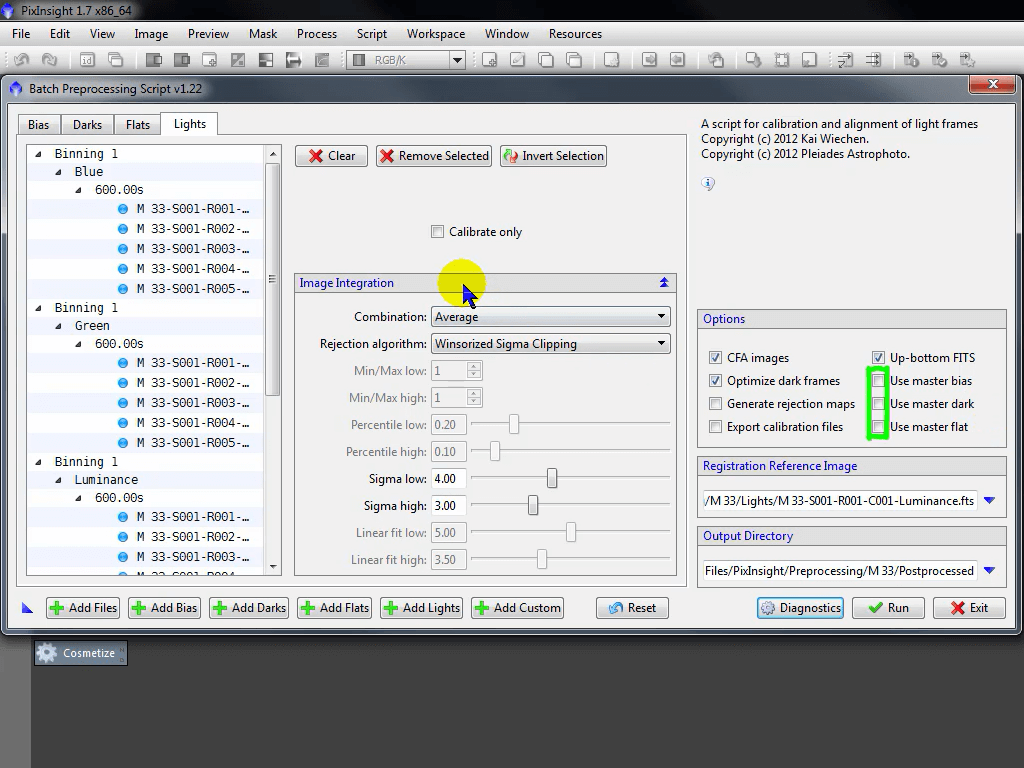 PixInsight 1.7 x86_64
File Edit View Image Preview Mask Process Script Workspace Window Resources
RGB/K
Batch Preprocessing Script v1.22
Bias Darks Flats Lights
Binning 1
Blue
600.00s
M 33-S001-R001-...
M 33-S001-R002-...
M 33-S001-R003-...
M 33-S001-R004-...
M 33-S001-R005-...
Binning 1
Green
600.00s
M 33-S001-R001-...
M 33-S001-R002-...
M 33-S001-R003-...
M 33-S001-R004-...
M 33-S001-R005-...
Binning 1
Luminance
600.00s
M 33-S001-R001-...
M 33-S001-R002-...
M 33-S001-R003-...
Clear Remove Selected Invert Selection
Calibrate only
Image Integration
Combination: Average
Rejection algorithm: Winsorized Sigma Clipping
Min/Max low: 1
Min/Max high: 1
Percentile low: 0.20
Percentile high: 0.10
Sigma low: 4.00
Sigma high: 3.00
Linear fit low: 5.00
Linear fit high: 3.50
A script for calibration and alignment of light frames
Copyright (c) 2012 Kai Wiechen.
Copyright (c) 2012 Pleiades Astrophoto.
Options
CFA images Up-bottom FITS
Optimize dark frames Use master bias
Generate rejection maps Use master dark
Export calibration files Use master flat
Registration Reference Image
/M 33/Lights/M 33-S001-R001-C001-Luminance.fts
Output Directory
Files/PixInsight/Preprocessing/M 33/Postprocessed
Add Files Add Bias Add Darks Add Flats Add Lights Add Custom Reset Diagnostics Run Exit
Cosmetize